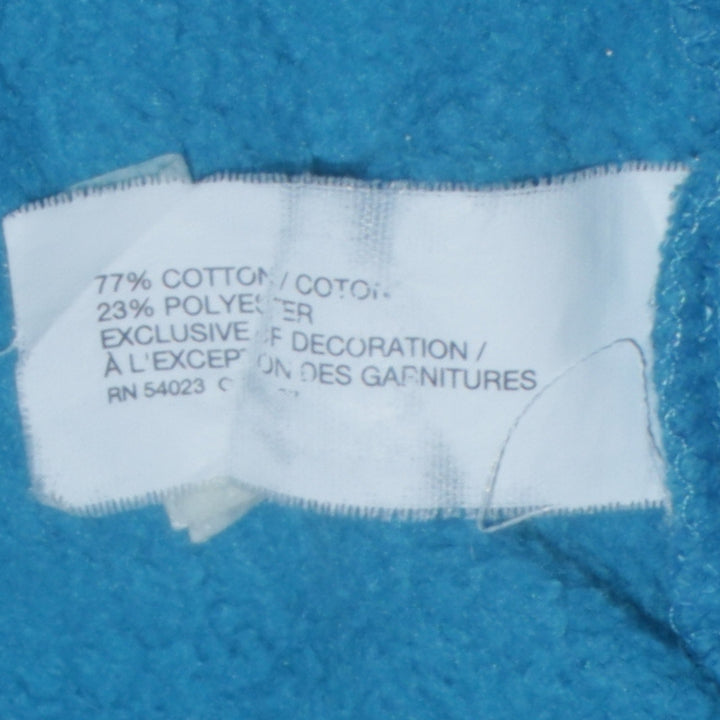 77% COTTON / COTON
23% POLYESTER
EXCLUSIVE OF DECORATION /
À L'EXCEPTION DES GARNITURES
RN 54023